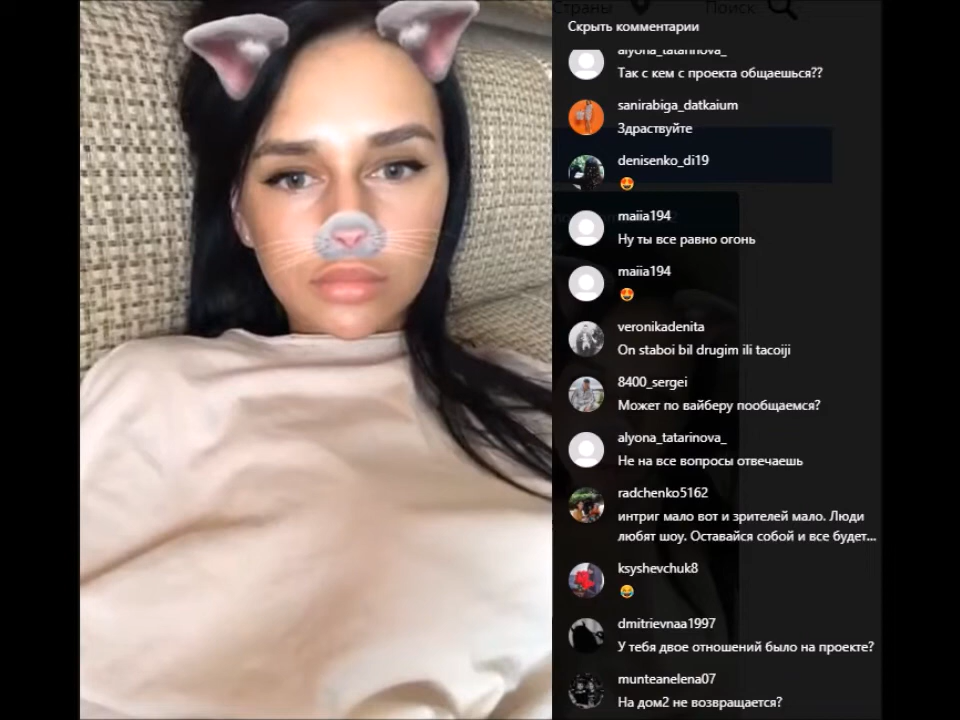 Страны
Поиск
Скрыть комментарии
alyona_tatarinova_
Так с кем с проекта общаешься??
sanirabiga_datkaium
Здраствуйте
denisenko_di19
🤩
maiia194
Ну ты все равно огонь
maiia194
🤩
veronikadenita
On staboi bil drugim ili tacoiji
8400_sergei
Может по вайберу пообщаемся?
alyona_tatarinova_
Не на все вопросы отвечаешь
radchenko5162
интриг мало вот и зрителей мало. Люди
любят шоу. Оставайся собой и все будет...
ksyshevchuk8
😂
dmitrievnaa1997
У тебя двое отношений было на проекте?
munteanelena07
На дом2 не возвращается?